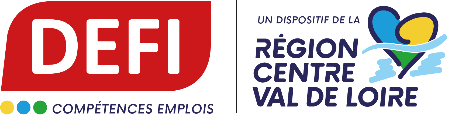 DEFI
COMPÉTENCES EMPLOIS
UN DISPOSITIF DE LA
RÉGION
CENTRE
VAL DE LOIRE